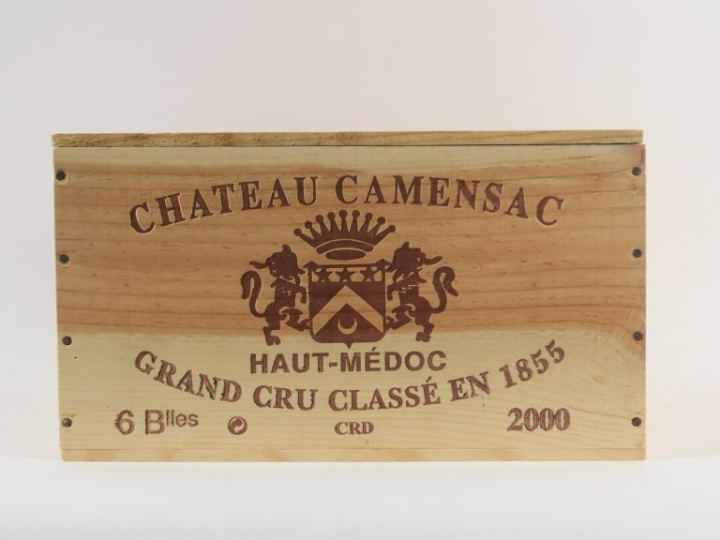 CHATEAU CAMENSAC
HAUT-MÉDOC
GRAND CRU CLASSÉ EN 1855
6 Blles CRD 2000